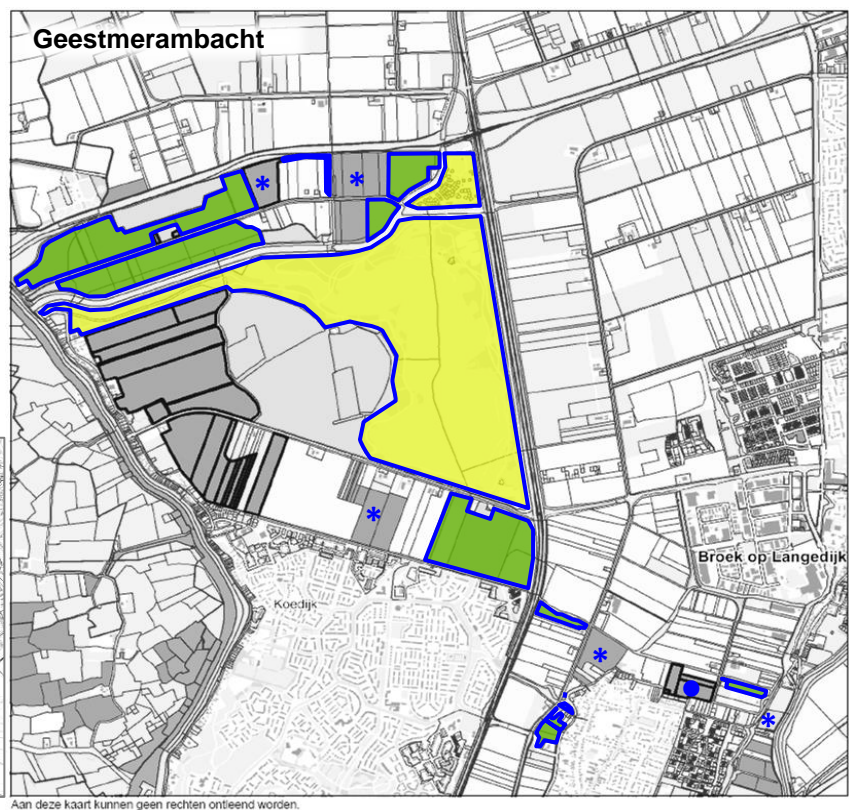 Geestmerambacht
*
*
*
Broek op Langedijk
Koedijk
*
*
Aan deze kaart kunnen geen rechten ontleend worden.